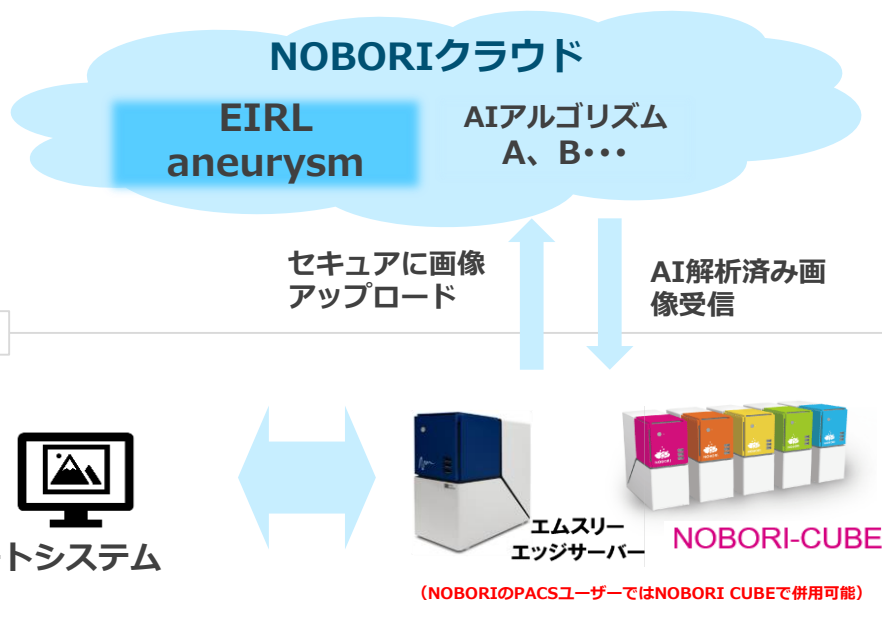 NOBORIクラウド
EIRL
aneurysm
AIアルゴリズム
A、B・・・
セキュアに画像
アップロード
AI解析済み画
像受信
エムスリー
エッジサーバー
NOBORI-CUBE
トシステム
（NOBORIのPACSユーザーではNOBORI CUBEで併用可能）